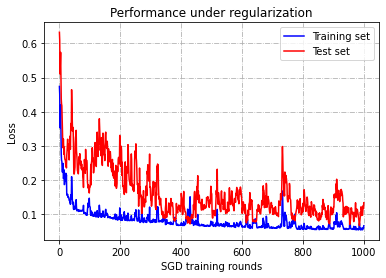 Performance under regularization
Training set
Test set
Loss
0.6
0.5
0.4
0.3
0.2
0.1
0 200 400 600 800 1000
SGD training rounds